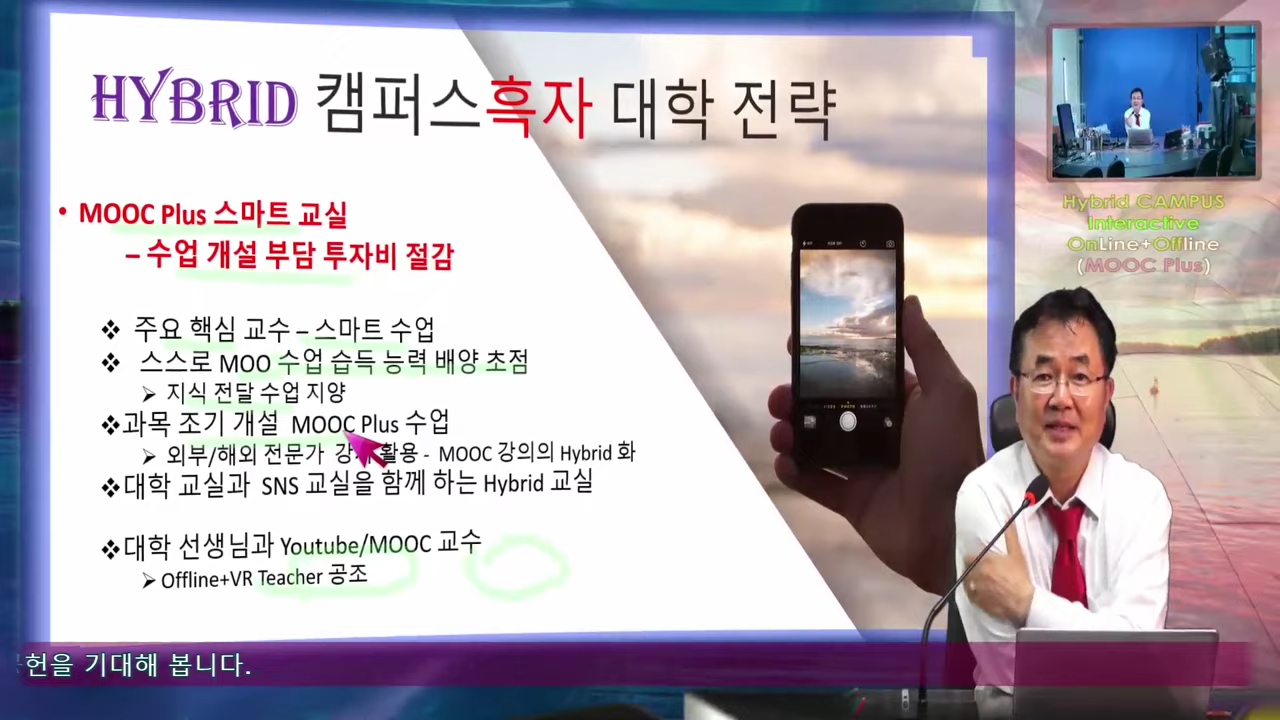 HYBRID 캠퍼스흑자 대학 전략
• MOOC Plus 스마트 교실
– 수업 개설 부담 투자비 절감
❖ 주요 핵심 교수 – 스마트 수업
❖ 스스로 MOO 수업 습득 능력 배양 초점
➢ 지식 전달 수업 지양
❖과목 조기 개설 MOOC Plus 수업
➢ 외부/해외 전문가 활용 - MOOC 강의의 Hybrid 화
❖대학 교실과 SNS 교실을 함께 하는 Hybrid 교실
❖대학 선생님과 Youtube/MOOC 교수
➢Offline+VR Teacher 공조
Hybrid CAMPUS
Interactive
OnLine+Offline
(MOOC Plus)
헌을 기대해 봅니다.